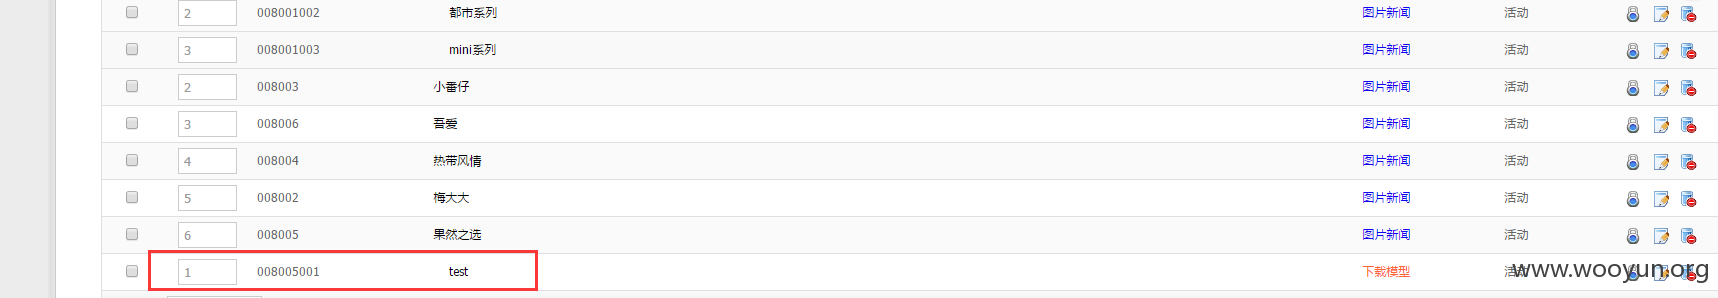 2 008001002 都市系列 图片新闻 活动
3 008001003 mini系列 图片新闻 活动
2 008003 小番仔 图片新闻 活动
3 008006 吾爱 图片新闻 活动
4 008004 热带风情 图片新闻 活动
5 008002 梅大大 图片新闻 活动
6 008005 果然之选 图片新闻 活动
1 008005001 test 下载模型 活动
www.wooyun.org